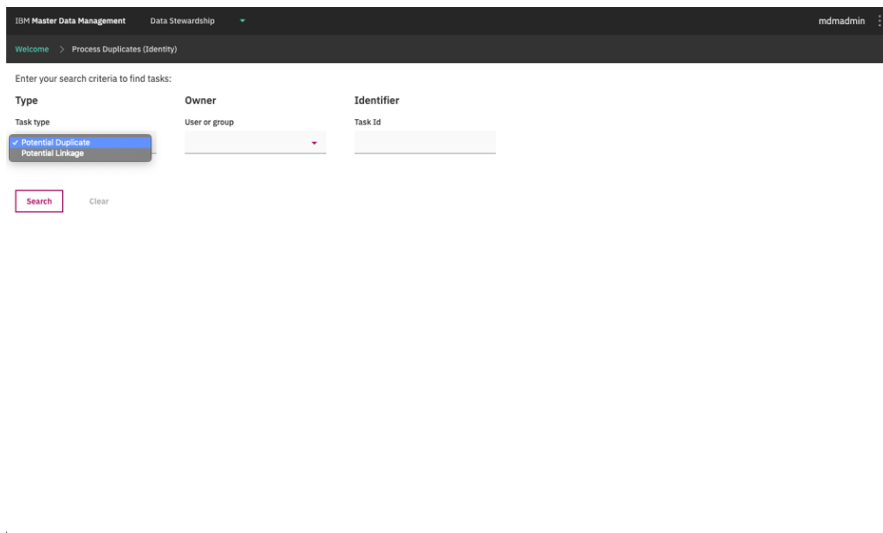 IBM Master Data Management Data Stewardship mdmadmin
Welcome > Process Duplicates (Identity)
Enter your search criteria to find tasks:
Type Owner Identifier
Task type User or group Task Id
✓ Potential Duplicate
Potential Linkage
Search Clear